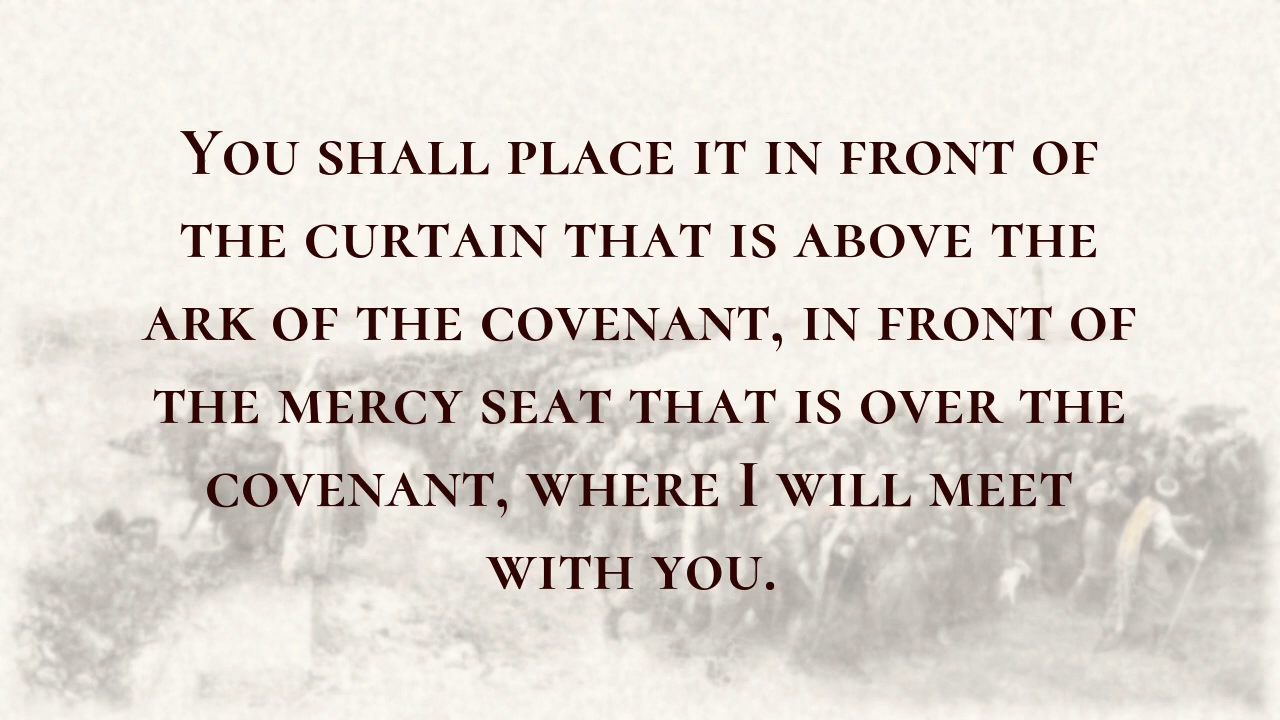 You shall place it in front of
the curtain that is above the
ark of the covenant, in front of
the mercy seat that is over the
covenant, where I will meet
with you.